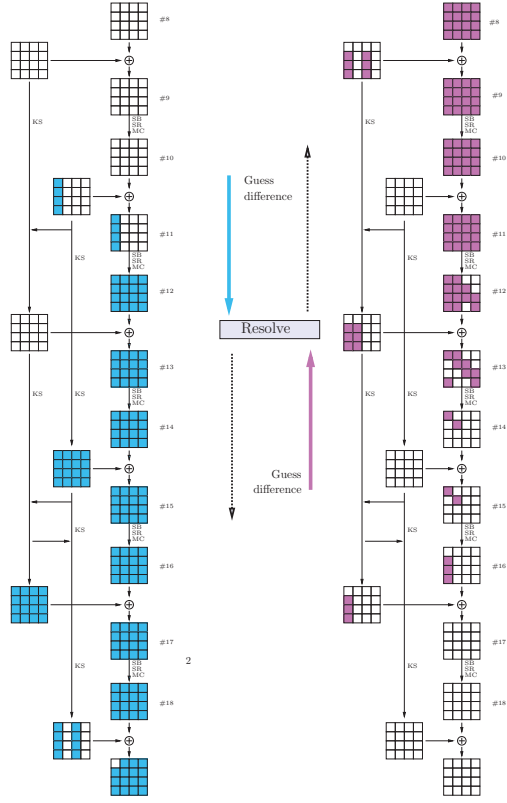 #8
#9
KS
SB
SR
MC
#10
#11
KS
SB
SR
MC
#12
#13
KS
KS
SB
SR
MC
#14
#15
KS
SB
SR
MC
#16
#17
KS
SB
SR
MC
#18
2
Guess
difference
Resolve
Guess
difference
#8
#9
KS
SB
SR
MC
#10
#11
KS
SB
SR
MC
#12
#13
KS
KS
SB
SR
MC
#14
#15
KS
SB
SR
MC
#16
#17
KS
SB
SR
MC
#18